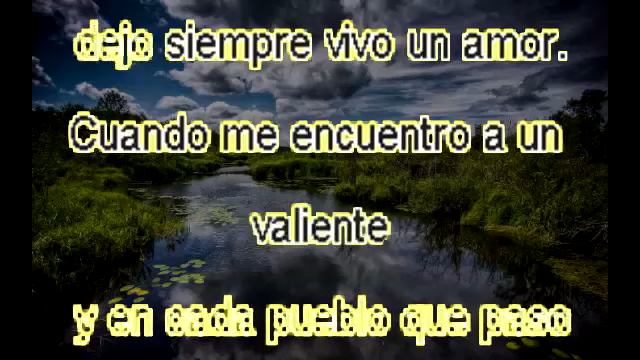 dejo siempre vivo un amor.
Cuando me encuentro a un
valiente
y en cada pueblo que paso